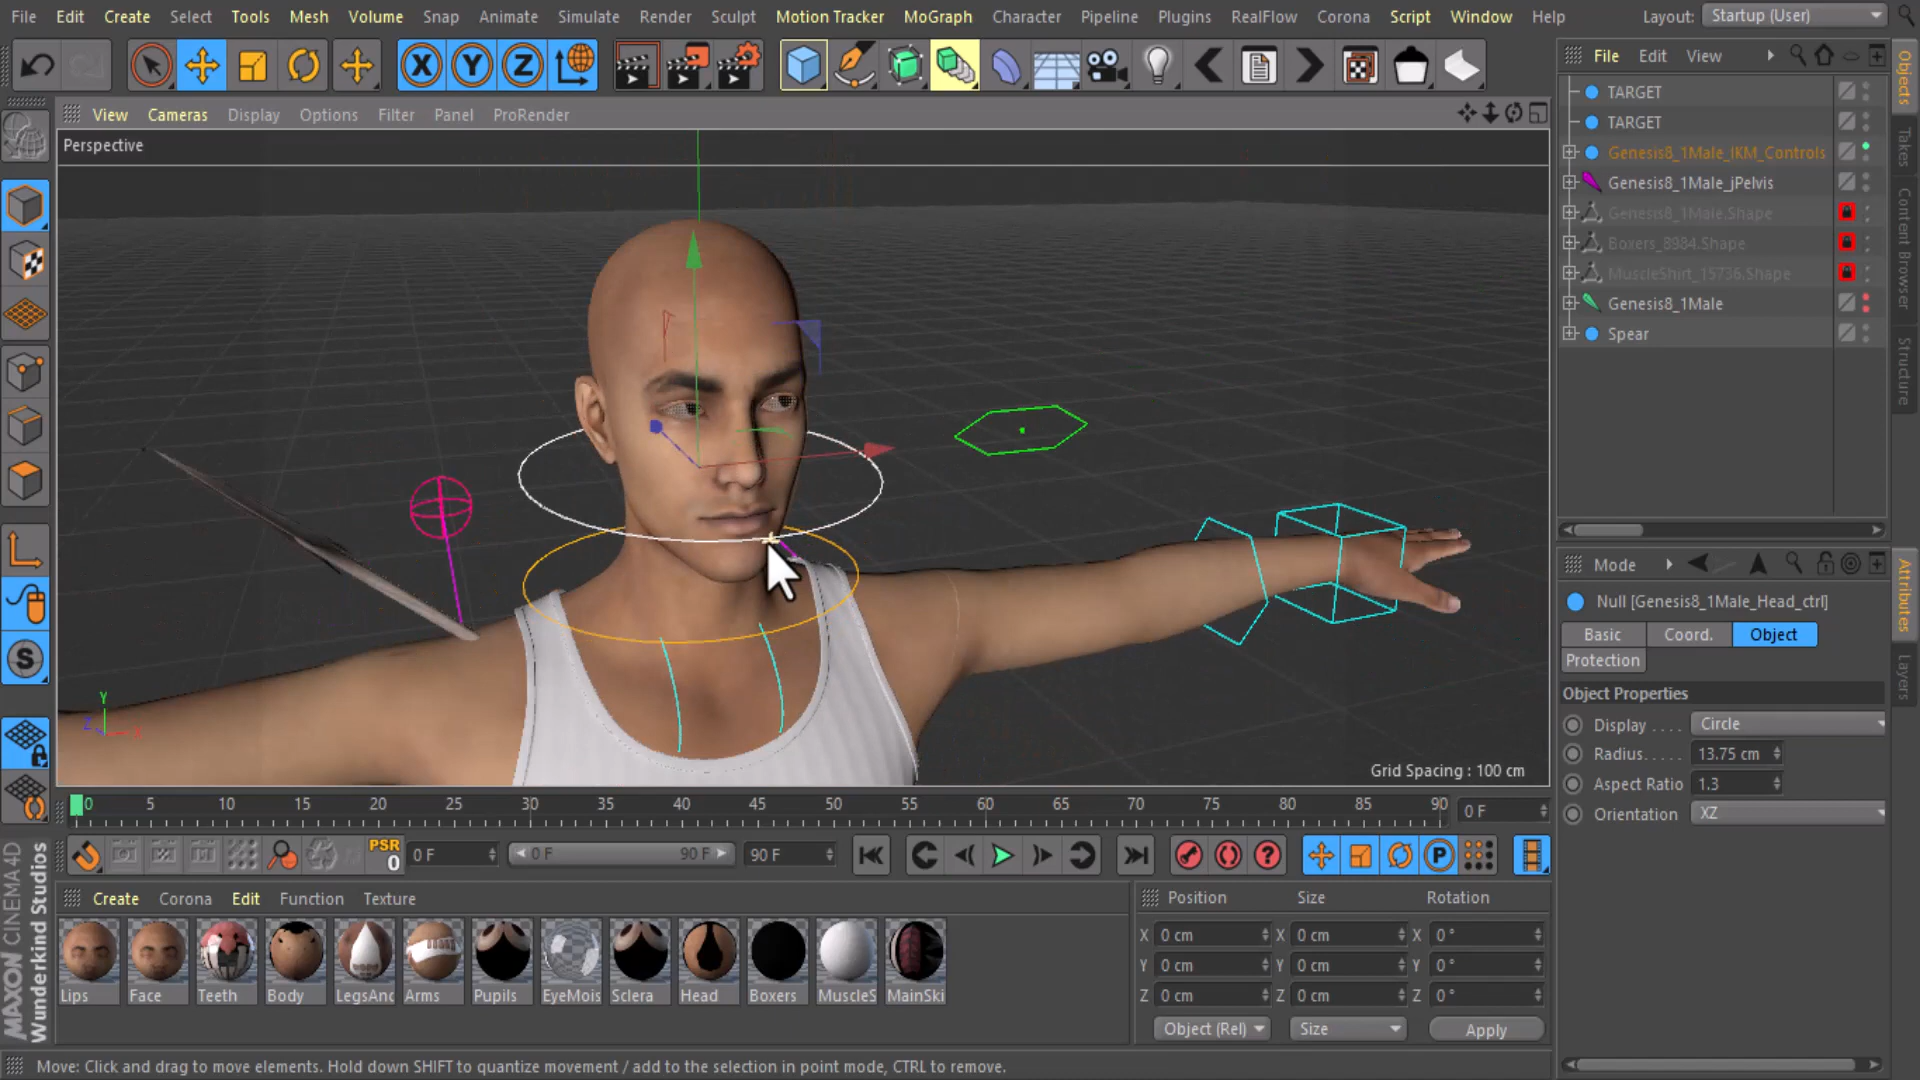 File Edit Create Select Tools Mesh Volume Snap Animate Simulate Render Sculpt Motion Tracker MoGraph Character Pipeline Plugins RealFlow Corona Script Window Help Layout: Startup (User)
X Y Z
File Edit View
Objects
Takes
Content Browser
Structure
View Cameras Display Options Filter Panel ProRender
Perspective
TARGET
TARGET
Genesis8_1Male_IKM_Controls
Genesis8_1Male_jPelvis
Genesis8_1Male.Shape
Boxers_8984.Shape
MuscleShirt_15736.Shape
Genesis8_1Male
Spear
Y
Z
X
Grid Spacing : 100 cm
Mode
Attributes
Layers
Null [Genesis8_1Male_Head_ctrl]
Basic Coord. Object
Protection
Object Properties
Display . . . . Circle
Radius. . . . . 13.75 cm
Aspect Ratio 1.3
Orientation XZ
S
0 5 10 15 20 25 30 35 40 45 50 55 60 65 70 75 80 85 90 0 F
PSR
0
0 F 0 F 90 F 90 F
P
MAXON CINEMA 4D
Wunderkind Studios
Create Corona Edit Function Texture
Lips Face Teeth Body LegsAnd Arms Pupils EyeMois Sclera Head Boxers MuscleS MainSki
Position Size Rotation
X 0 cm X 0 cm X 0 °
Y 0 cm Y 0 cm Y 0 °
Z 0 cm Z 0 cm Z 0 °
Object (Rel) Size Apply
Move: Click and drag to move elements. Hold down SHIFT to quantize movement / add to the selection in point mode, CTRL to remove.